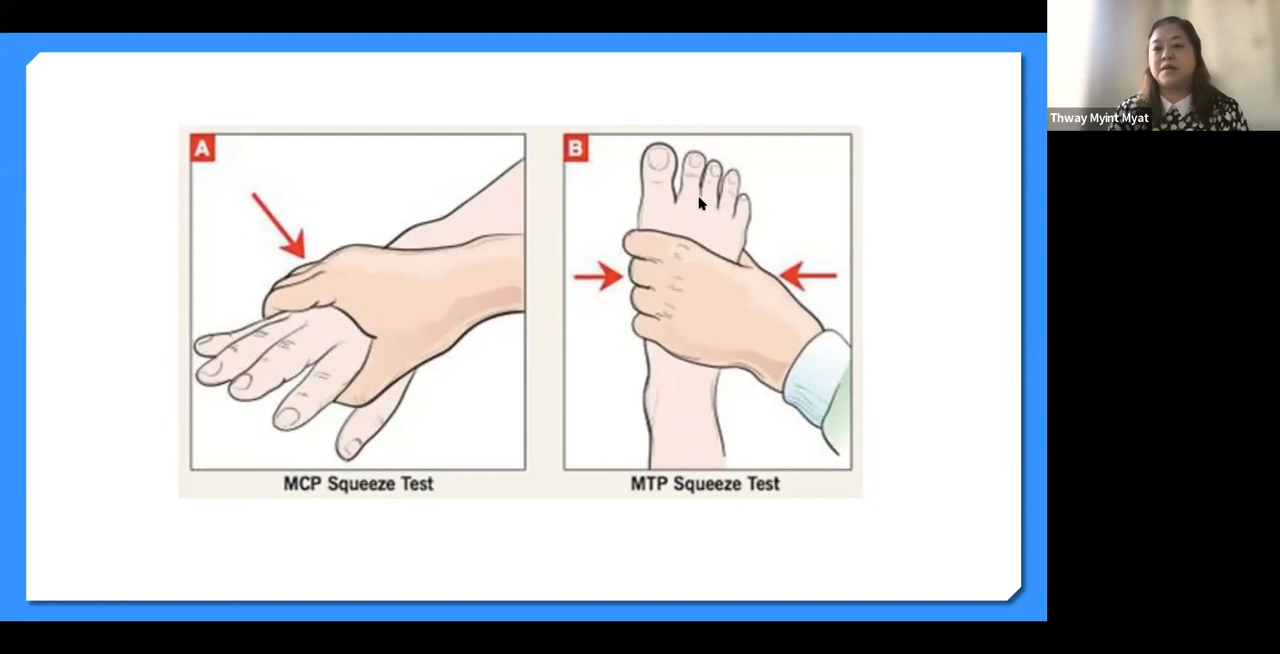 Thway Myint Myat
A
B
MCP Squeeze Test
MTP Squeeze Test